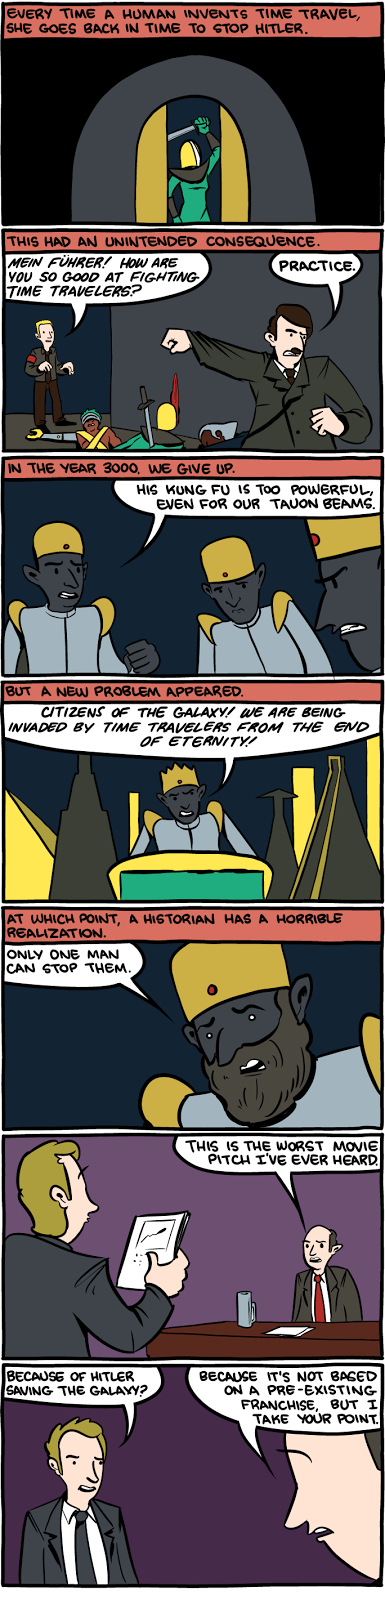 EVERY TIME A HUMAN INVENTS TIME TRAVEL,
SHE GOES BACK IN TIME TO STOP HITLER.
THIS HAD AN UNINTENDED CONSEQUENCE.
MEIN FÜHRER! HOW ARE
YOU SO GOOD AT FIGHTING
TIME TRAVELERS?
PRACTICE.
IN THE YEAR 3000, WE GIVE UP.
HIS KUNG FU IS TOO POWERFUL,
EVEN FOR OUR TAUON BEAMS.
BUT A NEW PROBLEM APPEARED.
CITIZENS OF THE GALAXY! WE ARE BEING
INVADED BY TIME TRAVELERS FROM THE END
OF ETERNITY!
AT WHICH POINT, A HISTORIAN HAS A HORRIBLE
REALIZATION.
ONLY ONE MAN
CAN STOP THEM.
THIS IS THE WORST MOVIE
PITCH I'VE EVER HEARD.
BECAUSE OF HITLER
SAVING THE GALAXY?
BECAUSE IT'S NOT BASED
ON A PRE-EXISTING
FRANCHISE, BUT I
TAKE YOUR POINT.